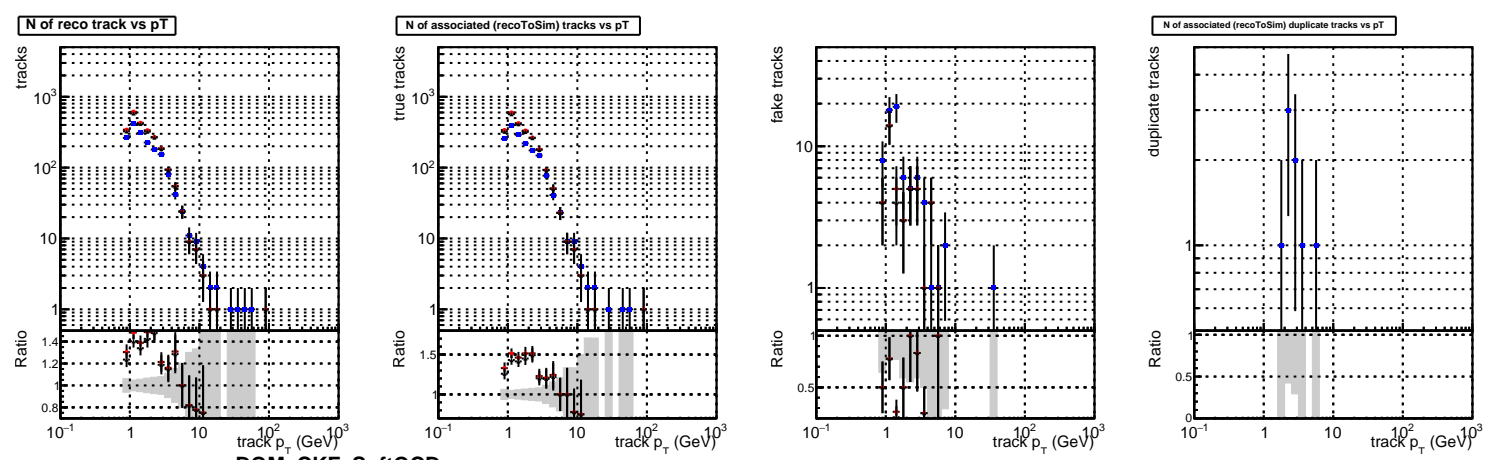 N of reco track vs pT
tracks
10³
10²
10
1
Ratio
1.4
1.2
1
0.8
10⁻¹ 1 10 10² 10³
track p_T (GeV)
N of associated (recoToSim) tracks vs pT
true tracks
10³
10²
10
1
Ratio
1.5
1
10⁻¹ 1 10 10² 10³
track p_T (GeV)
fake tracks
10
1
Ratio
1
0.5
10⁻¹ 1 10 10² 10³
track p_T (GeV)
N of associated (recoToSim) duplicate tracks vs pT
duplicate tracks
1
Ratio
1
0.5
0
10⁻¹ 1 10 10² 10³
track p_T (GeV)